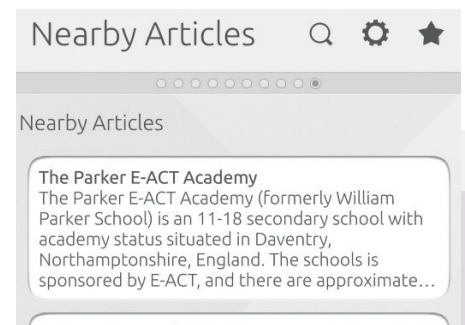 Nearby Articles
Nearby Articles
The Parker E-ACT Academy
The Parker E-ACT Academy (formerly William
Parker School) is an 11-18 secondary school with
academy status situated in Daventry,
Northamptonshire, England. The schools is
sponsored by E-ACT, and there are approximate...